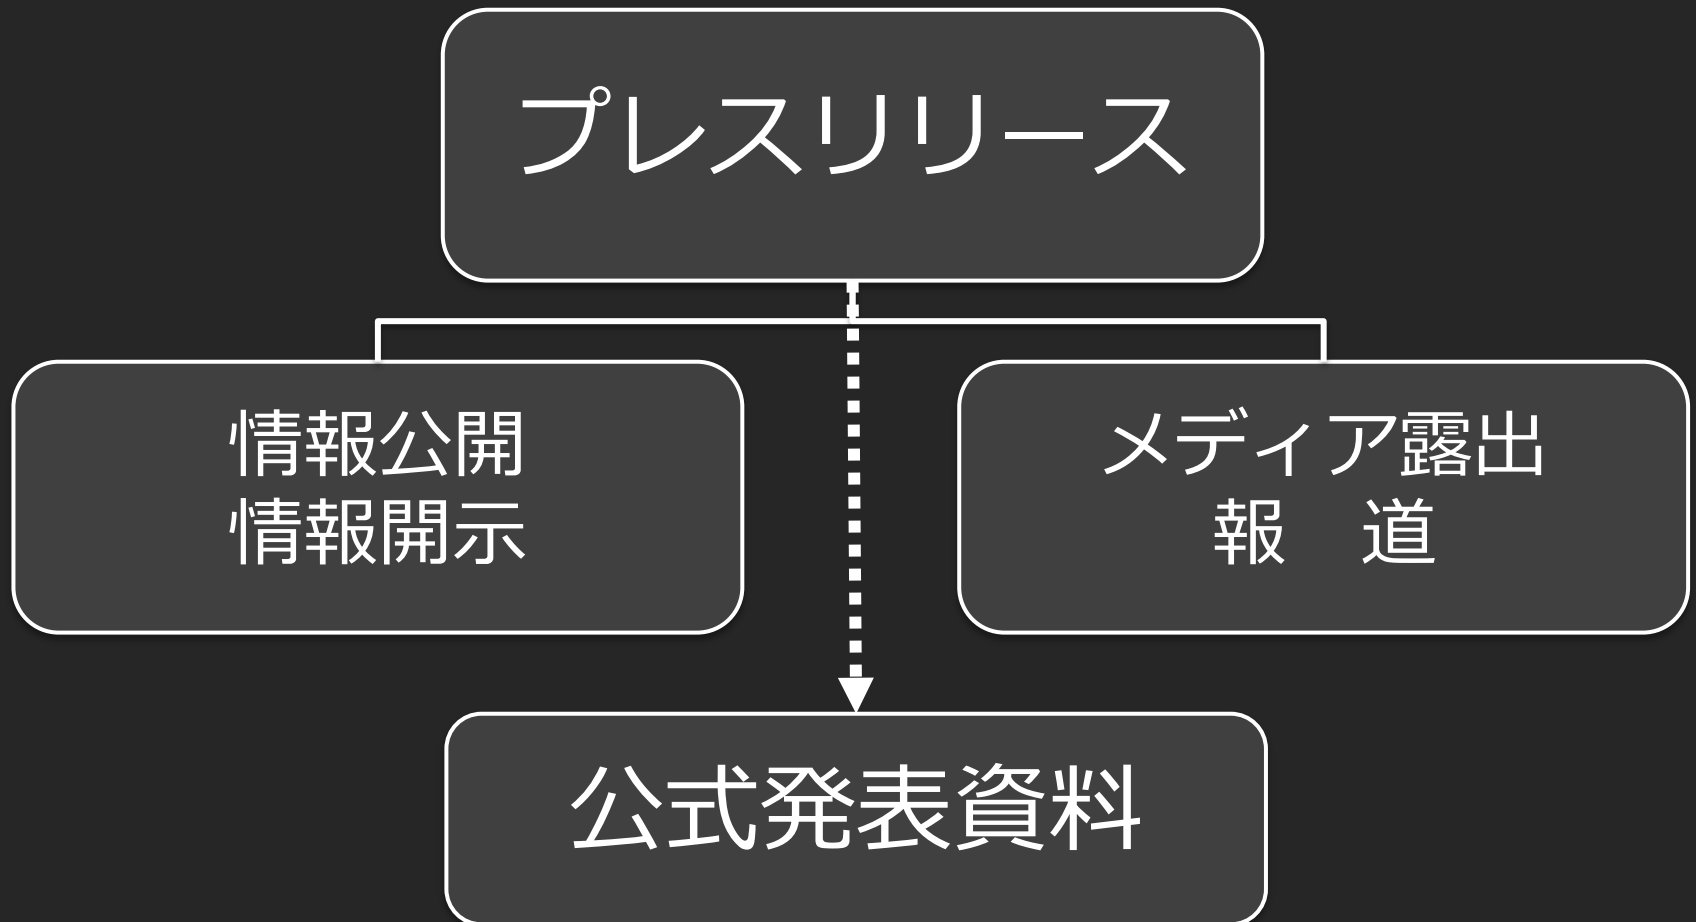 プレスリリース
情報公開
情報開示
メディア露出
報　道
公式発表資料